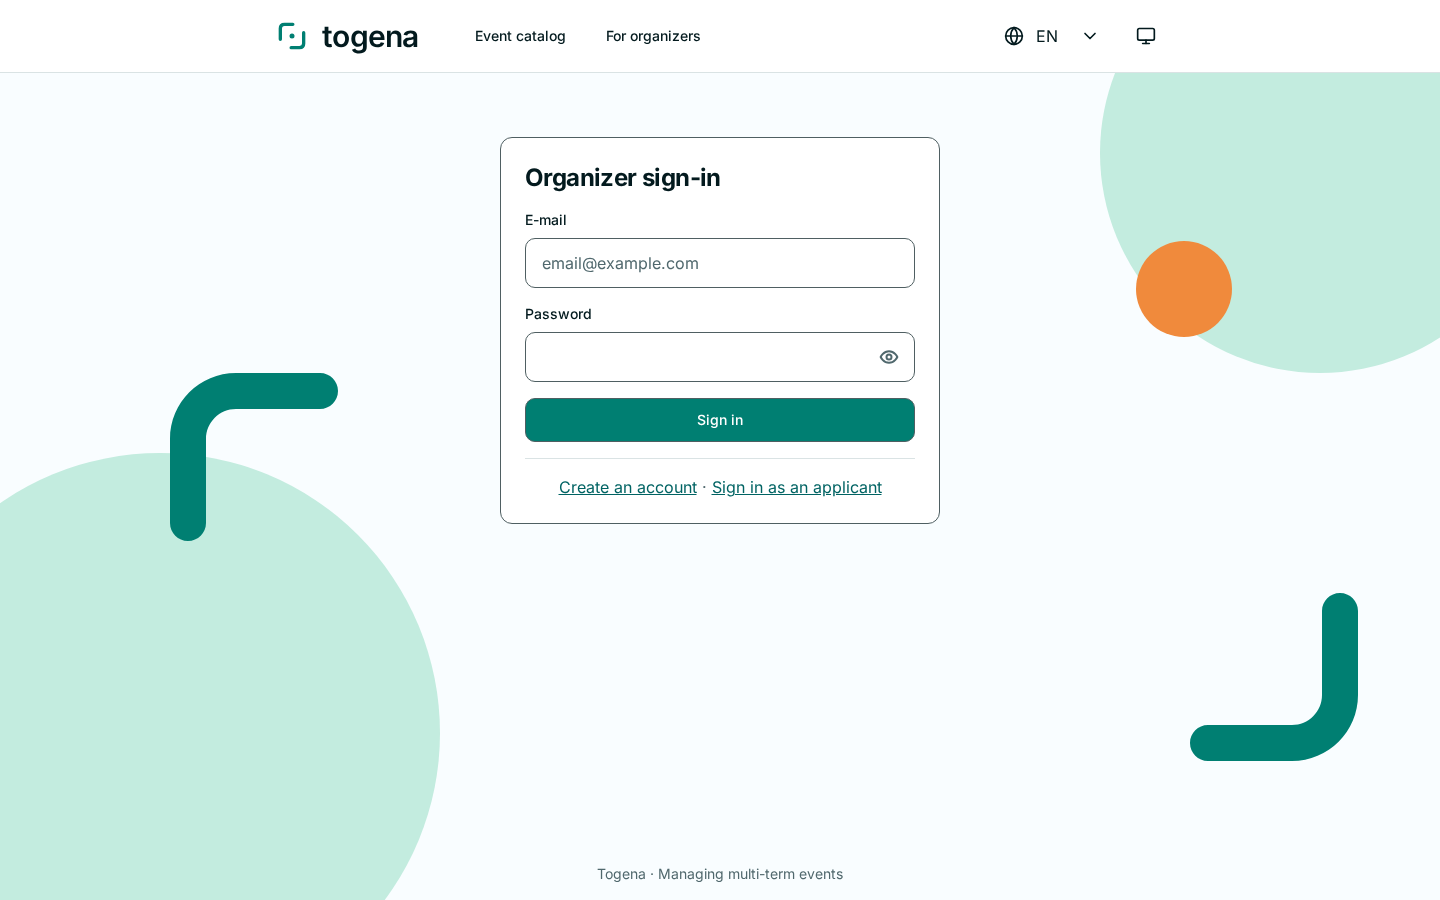 togena
Event catalog
For organizers
EN
Organizer sign-in
E-mail
email@example.com
Password
Sign in
Create an account · Sign in as an applicant
Togena · Managing multi-term events